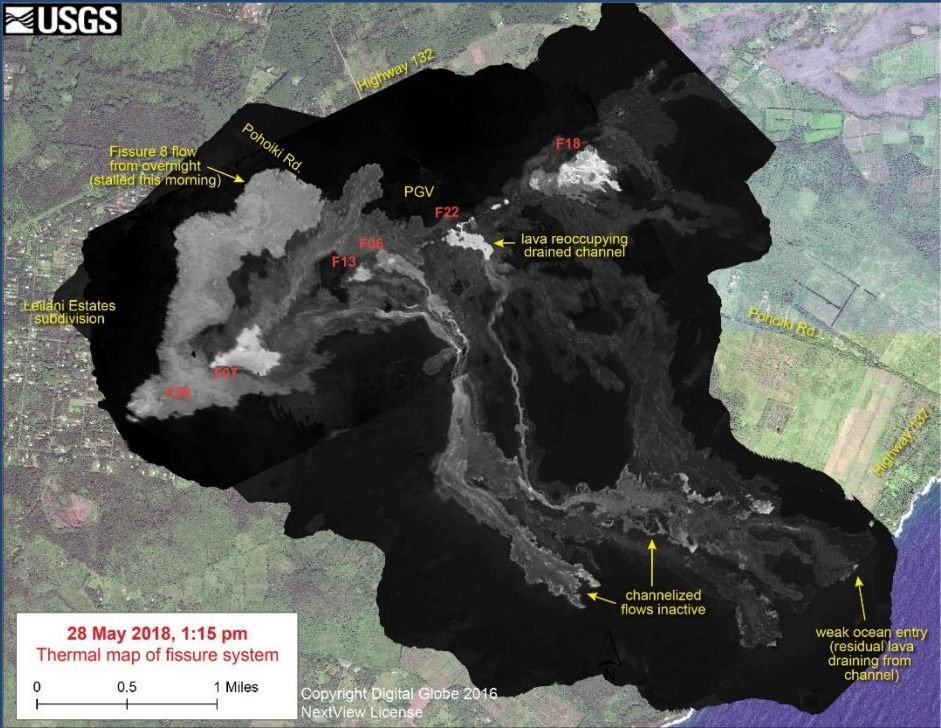 USGS
Highway 132
Pohoiki Rd.
Fissure 8 flow
from overnight
(stalled this morning)
F18
PGV
F22
lava reoccupying
drained channel
F06
F13
Leilani Estates
subdivision
Pohoiki Rd.
F07
F08
Highway 137
channelized
flows inactive
weak ocean entry
(residual lava
draining from
channel)
28 May 2018, 1:15 pm
Thermal map of fissure system
0 0.5 1 Miles
Copyright Digital Globe 2016
NextView License